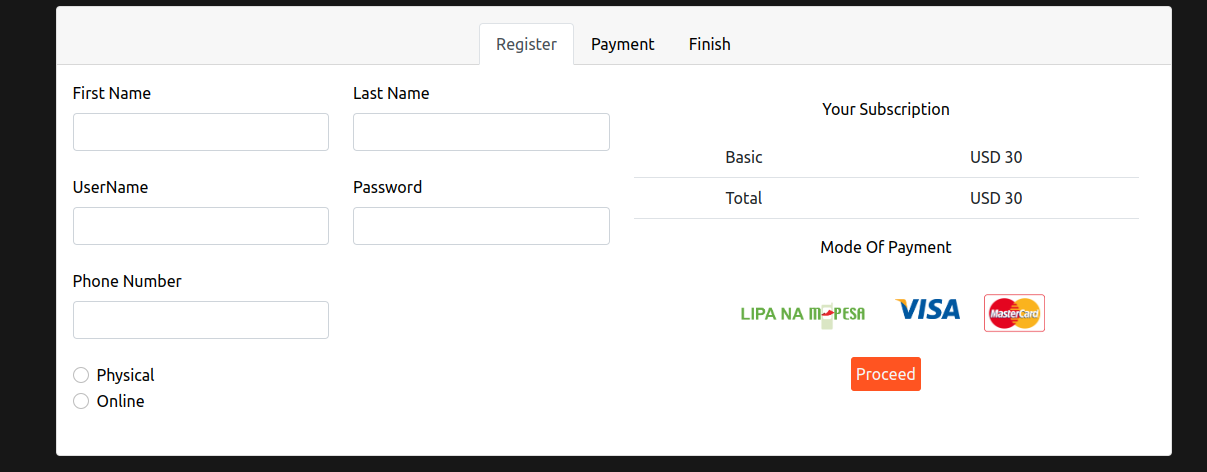 Register Payment Finish
First Name Last Name
UserName Password
Phone Number
Physical
Online
Your Subscription
Basic USD 30
Total USD 30
Mode Of Payment
LIPA NA M-PESA VISA MasterCard
Proceed